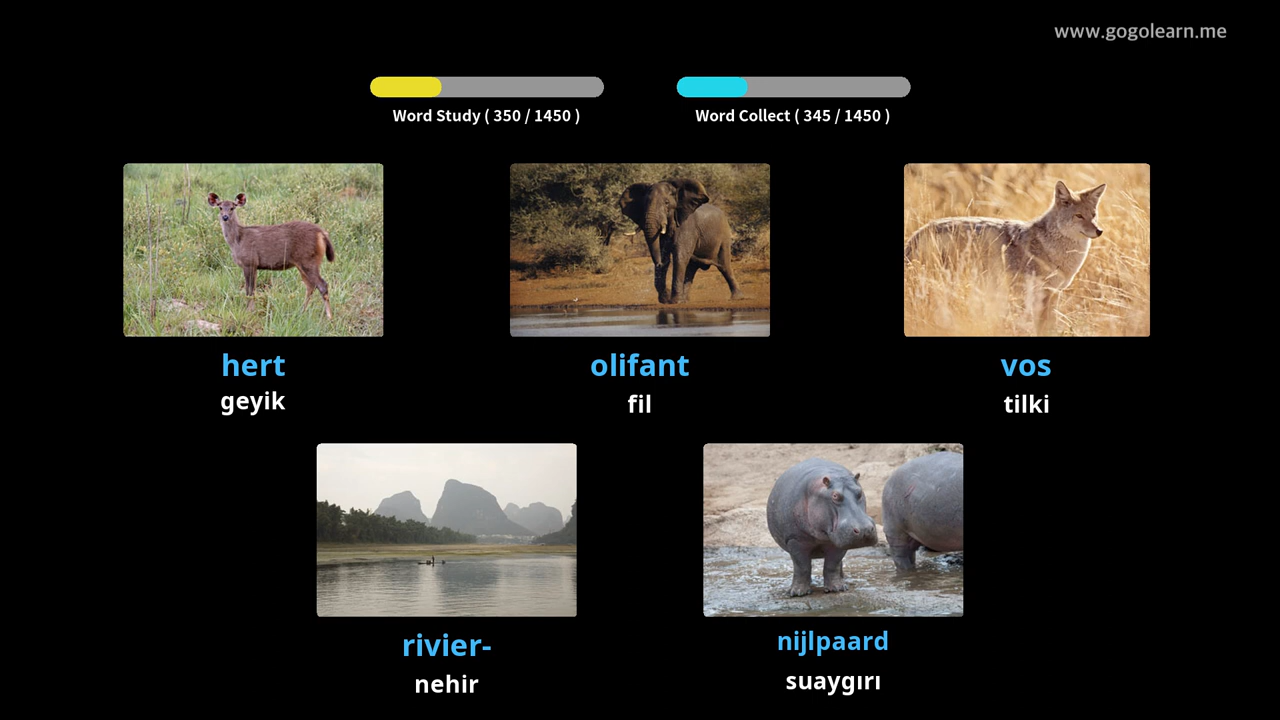 www.gogolearn.me
Word Study ( 350 / 1450 )
Word Collect ( 345 / 1450 )
hert
geyik
olifant
fil
vos
tilki
rivier-
nehir
nijlpaard
suaygırı